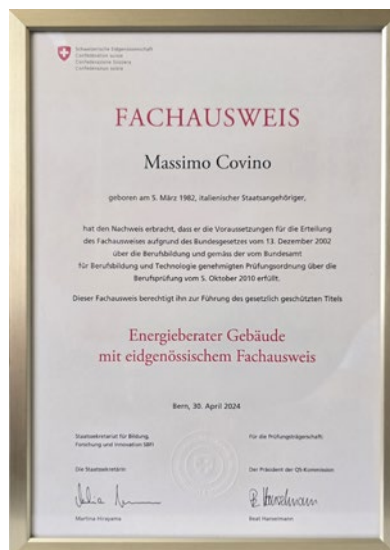 Schweizerische Eidgenossenschaft
Confédération suisse
Confederazione Svizzera
Confederaziun svizra
FACHAUSWEIS
Massimo Covino
geboren am 5. März 1982, italienischer Staatsangehöriger,
hat den Nachweis erbracht, dass er die Voraussetzungen für die Erteilung
des Fachausweises aufgrund des Bundesgesetzes vom 13. Dezember 2002
über die Berufsbildung und gemäss der vom Bundesamt
für Berufsbildung und Technologie genehmigten Prüfungsordnung über die
Berufsprüfung vom 5. Oktober 2010 erfüllt.
Dieser Fachausweis berechtigt ihn zur Führung des gesetzlich geschützten Titels
Energieberater Gebäude
mit eidgenössischem Fachausweis
Bern, 30. April 2024
Staatssekretariat für Bildung,
Forschung und Innovation SBFI
Für die Prüfungsträgerschaft:
Die Staatssekretärin
Der Präsident der QS-Kommission
Martina Hirayama
Beat Hanselmann